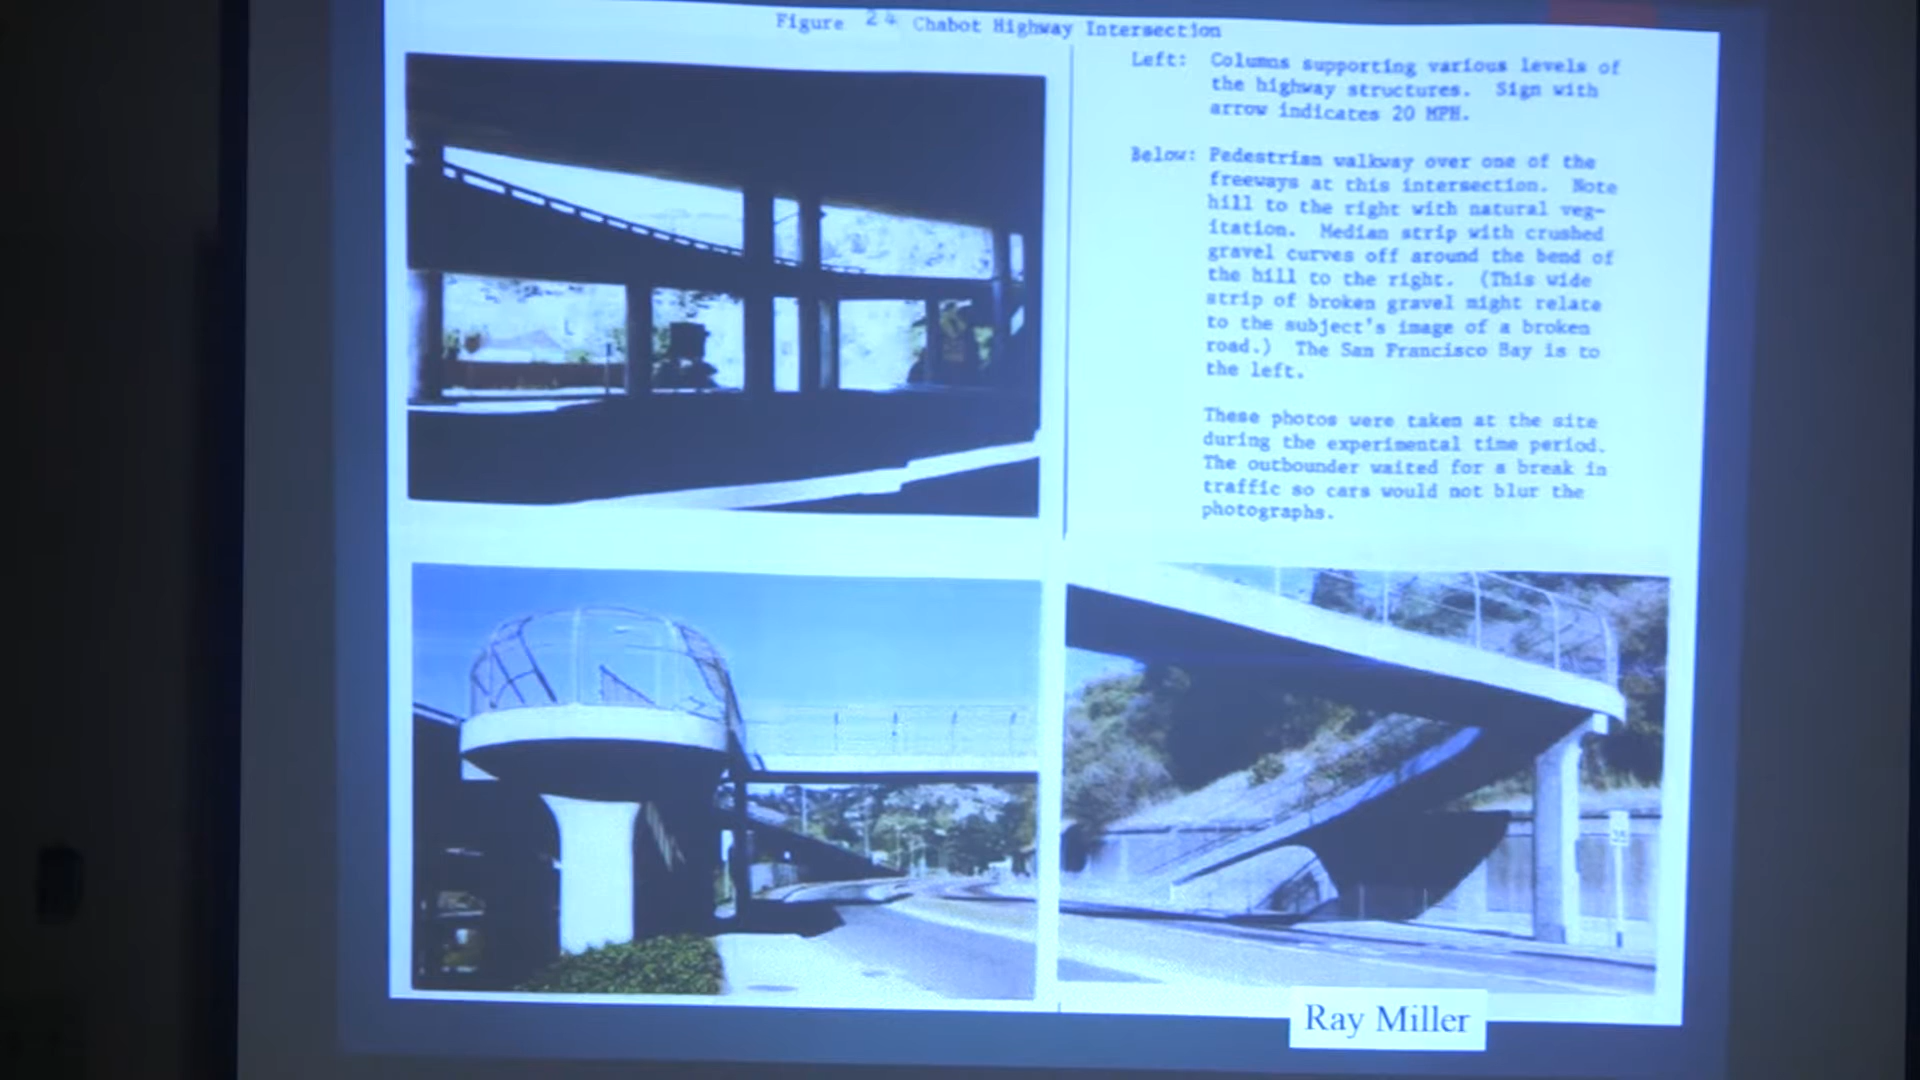 Figure 24 Chabot Highway Intersection
Left: Columns supporting various levels of
the highway structures. Sign with
arrow indicates 20 MPH.
Below: Pedestrian walkway over one of the
freeways at this intersection. Note
hill to the right with natural veg-
itation. Median strip with crushed
gravel curves off around the bend of
the hill to the right. (This wide
strip of broken gravel might relate
to the subject's image of a broken
road.) The San Francisco Bay is to
the left.
These photos were taken at the site
during the experimental time period.
The outbounder waited for a break in
traffic so cars would not blur the
photographs.
35
Ray Miller